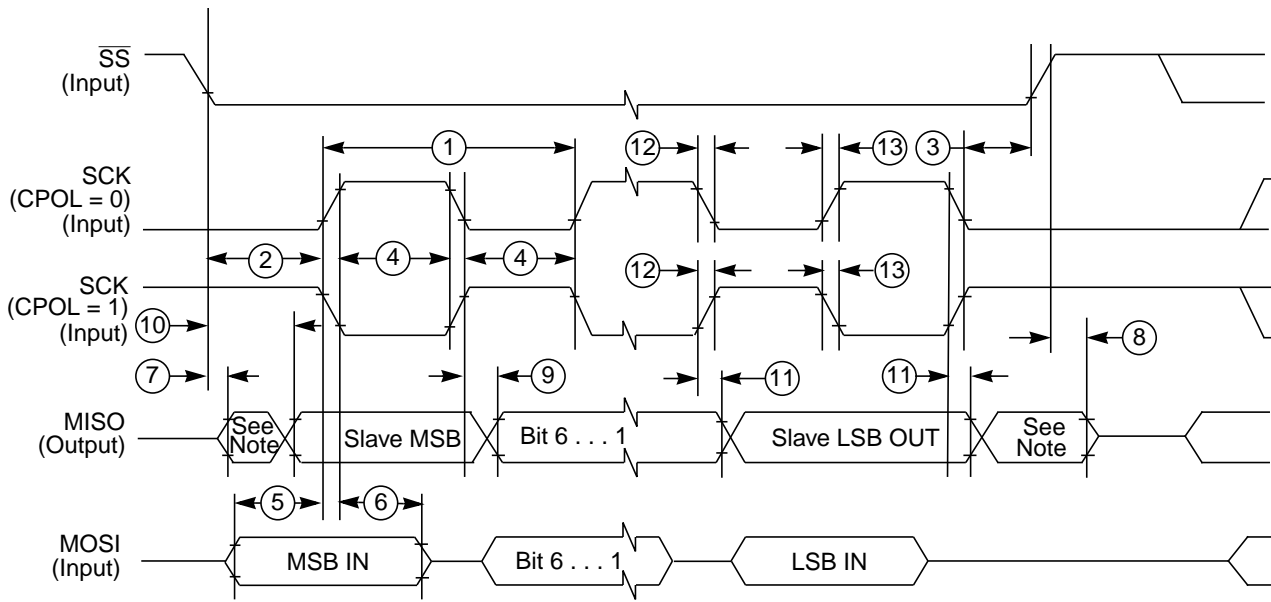 SS
(Input)
1
12
13
3
SCK
(CPOL = 0)
(Input)
2
4
4
12
13
SCK
(CPOL = 1)
(Input)
10
8
7
9
11
11
MISO
(Output)
See
Note
Slave MSB
Bit 6 . . . 1
Slave LSB OUT
See
Note
5
6
MOSI
(Input)
MSB IN
Bit 6 . . . 1
LSB IN